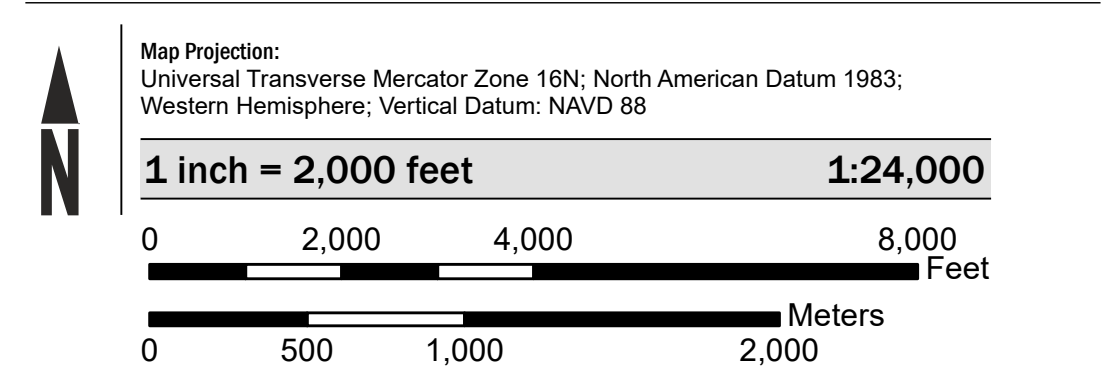 N
Map Projection:
Universal Transverse Mercator Zone 16N; North American Datum 1983;
Western Hemisphere; Vertical Datum: NAVD 88
1 inch = 2,000 feet 1:24,000
0 2,000 4,000 8,000
Feet
Meters
0 500 1,000 2,000